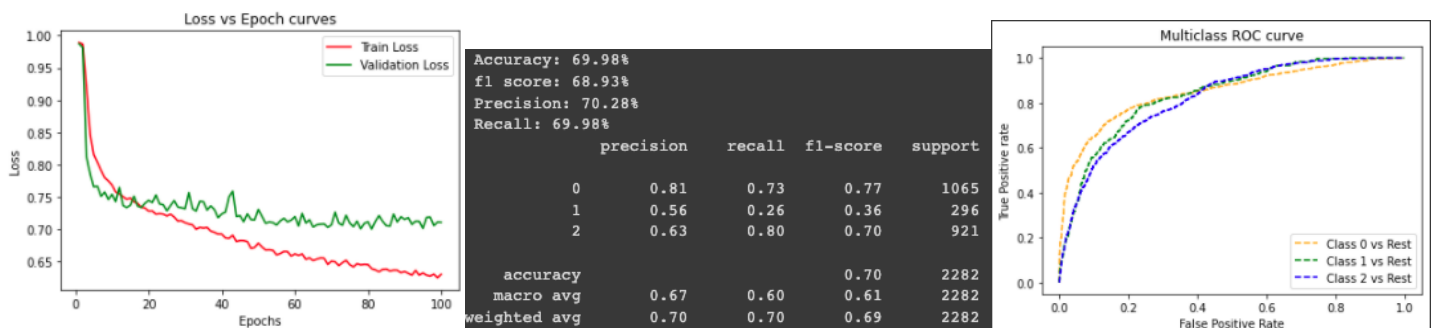 Loss vs Epoch curves
1.00
0.95
0.90
0.85
0.80
0.75
0.70
0.65
Loss
Train Loss
Validation Loss
0 20 40 60 80 100
Epochs
Accuracy: 69.98%
f1 score: 68.93%
Precision: 70.28%
Recall: 69.98%
precision recall f1-score support
0 0.81 0.73 0.77 1065
1 0.56 0.26 0.36 296
2 0.63 0.80 0.70 921
accuracy 0.70 2282
macro avg 0.67 0.60 0.61 2282
weighted avg 0.70 0.70 0.69 2282
Multiclass ROC curve
1.0
0.8
0.6
0.4
0.2
0.0
True Positive rate
Class 0 vs Rest
Class 1 vs Rest
Class 2 vs Rest
0.0 0.2 0.4 0.6 0.8 1.0
False Positive Rate